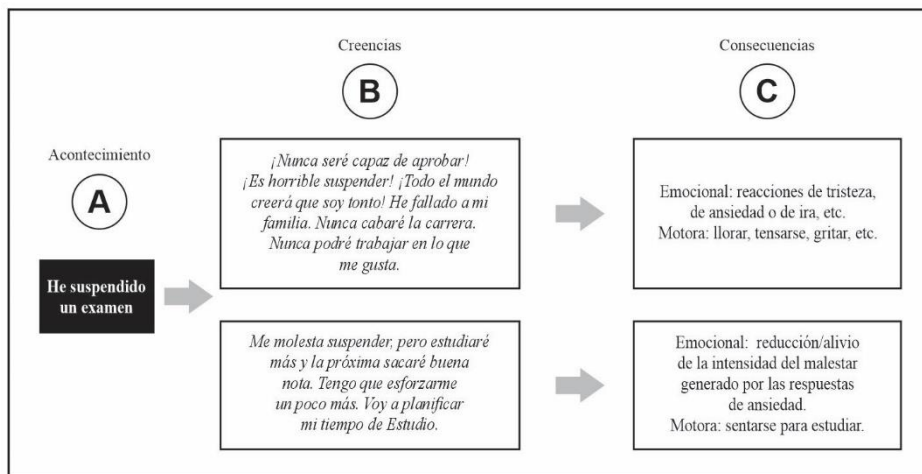 Acontecimiento
A
He suspendido
un examen
Creencias
B
¡Nunca seré capaz de aprobar!
¡Es horrible suspender! ¡Todo el mundo
creerá que soy tonto! He fallado a mi
familia. Nunca cabaré la carrera.
Nunca podré trabajar en lo que
me gusta.
Me molesta suspender, pero estudiaré
más y la próxima sacaré buena
nota. Tengo que esforzarme
un poco más. Voy a planificar
mi tiempo de Estudio.
Consecuencias
C
Emocional: reacciones de tristeza,
de ansiedad o de ira, etc.
Motora: llorar, tensarse, gritar, etc.
Emocional: reducción/alivio
de la intensidad del malestar
generado por las respuestas
de ansiedad.
Motora: sentarse para estudiar.